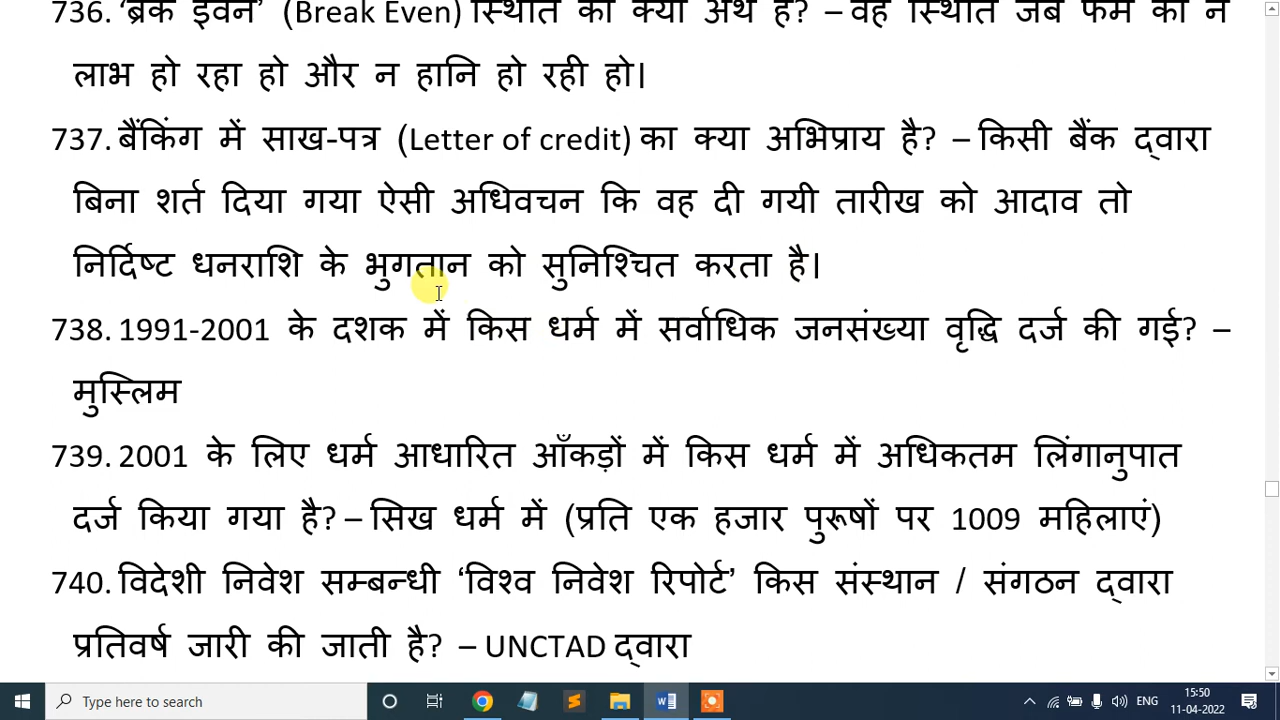 736. 'ब्रेक इवन' (Break Even) स्थिति का क्या अर्थ है? – वह स्थिति जब फर्म को न
लाभ हो रहा हो और न हानि हो रही हो।
737. बैंकिंग में साख-पत्र (Letter of credit) का क्या अभिप्राय है? – किसी बैंक द्वारा
बिना शर्त दिया गया ऐसी अधिवचन कि वह दी गयी तारीख को आदाव तो
निर्दिष्ट धनराशि के भुगतान को सुनिश्चित करता है।
738. 1991-2001 के दशक में किस धर्म में सर्वाधिक जनसंख्या वृद्धि दर्ज की गई? –
मुस्लिम
739. 2001 के लिए धर्म आधारित आँकड़ों में किस धर्म में अधिकतम लिंगानुपात
दर्ज किया गया है? – सिख धर्म में (प्रति एक हजार पुरूषों पर 1009 महिलाएं)
740. विदेशी निवेश सम्बन्धी 'विश्व निवेश रिपोर्ट' किस संस्थान / संगठन द्वारा
प्रतिवर्ष जारी की जाती है? – UNCTAD द्वारा
Type here to search
ENG
15:50
11-04-2022